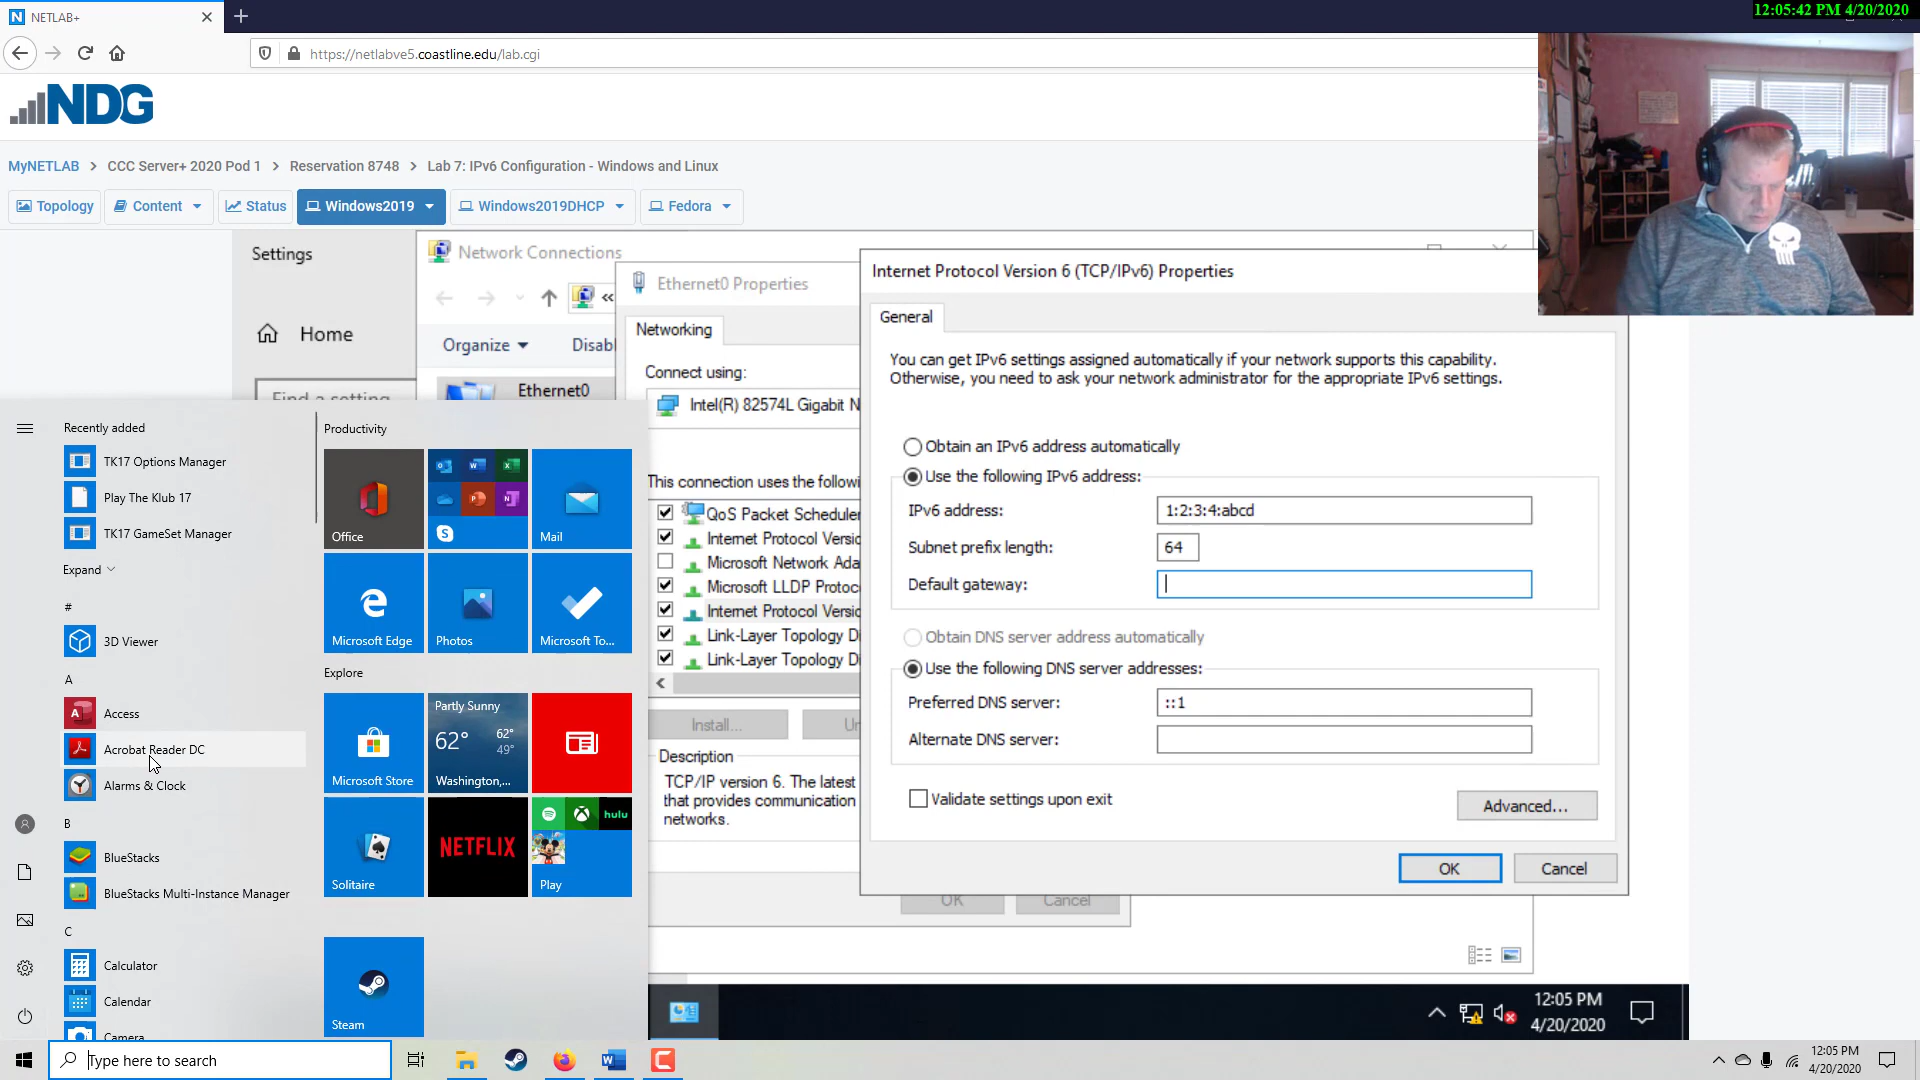 NETLAB+
12:05:42 PM 4/20/2020
https://netlabve5.coastline.edu/lab.cgi
NDG
MyNETLAB > CCC Server+ 2020 Pod 1 > Reservation 8748 > Lab 7: IPv6 Configuration - Windows and Linux
Topology
Content
Status
Windows2019
Windows2019DHCP
Fedora
Settings
Home
Find a setting
Network Connections
«
Organize
Disabl
Ethernet0
Ethernet0 Properties
Networking
Connect using:
Intel(R) 82574L Gigabit N
This connection uses the followi
QoS Packet Scheduler
Internet Protocol Versio
Microsoft Network Ada
Microsoft LLDP Protoc
Internet Protocol Versio
Link-Layer Topology Di
Link-Layer Topology Di
Install...
Un
Description
TCP/IP version 6. The latest
that provides communication
networks.
OK
Cancel
Internet Protocol Version 6 (TCP/IPv6) Properties
General
You can get IPv6 settings assigned automatically if your network supports this capability.
Otherwise, you need to ask your network administrator for the appropriate IPv6 settings.
Obtain an IPv6 address automatically
Use the following IPv6 address:
IPv6 address:
1:2:3:4:abcd
Subnet prefix length:
64
Default gateway:
Obtain DNS server address automatically
Use the following DNS server addresses:
Preferred DNS server:
::1
Alternate DNS server:
Validate settings upon exit
Advanced...
OK
Cancel
Recently added
TK17 Options Manager
Play The Klub 17
TK17 GameSet Manager
Expand
#
3D Viewer
A
Access
Acrobat Reader DC
Alarms & Clock
B
BlueStacks
BlueStacks Multi-Instance Manager
C
Calculator
Calendar
Camera
Productivity
Office
Mail
Microsoft Edge
Photos
Microsoft To...
Explore
Microsoft Store
Partly Sunny
62°
62°
49°
Washington,...
Solitaire
NETFLIX
hulu
Play
Steam
12:05 PM
4/20/2020
Type here to search
12:05 PM
4/20/2020